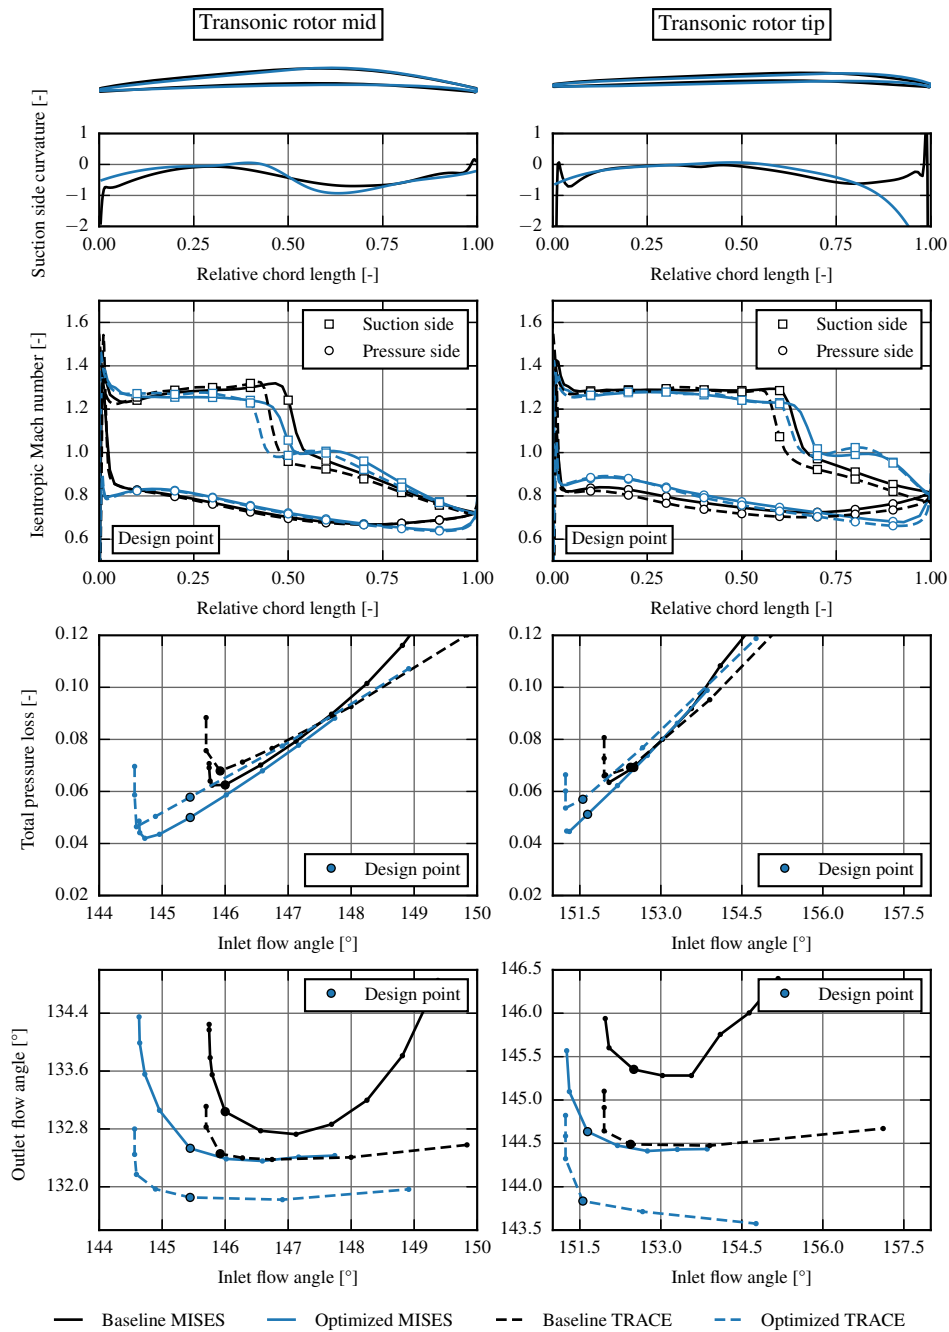 Transonic rotor mid
Transonic rotor tip
Suction side curvature [-]
1
0
−1
−2
0.00 0.25 0.50 0.75 1.00
Relative chord length [-]
1
0
−1
−2
0.00 0.25 0.50 0.75 1.00
Relative chord length [-]
Isentropic Mach number [-]
1.6
1.4
1.2
1.0
0.8
0.6
Suction side
Pressure side
Design point
0.00 0.25 0.50 0.75 1.00
Relative chord length [-]
1.6
1.4
1.2
1.0
0.8
0.6
Suction side
Pressure side
Design point
0.00 0.25 0.50 0.75 1.00
Relative chord length [-]
Total pressure loss [-]
0.12
0.10
0.08
0.06
0.04
0.02
Design point
144 145 146 147 148 149 150
Inlet flow angle [°]
0.12
0.10
0.08
0.06
0.04
0.02
Design point
151.5 153.0 154.5 156.0 157.5
Inlet flow angle [°]
Outlet flow angle [°]
134.4
133.6
132.8
132.0
Design point
144 145 146 147 148 149 150
Inlet flow angle [°]
146.5
146.0
145.5
145.0
144.5
144.0
143.5
Design point
151.5 153.0 154.5 156.0 157.5
Inlet flow angle [°]
Baseline MISES
Optimized MISES
Baseline TRACE
Optimized TRACE